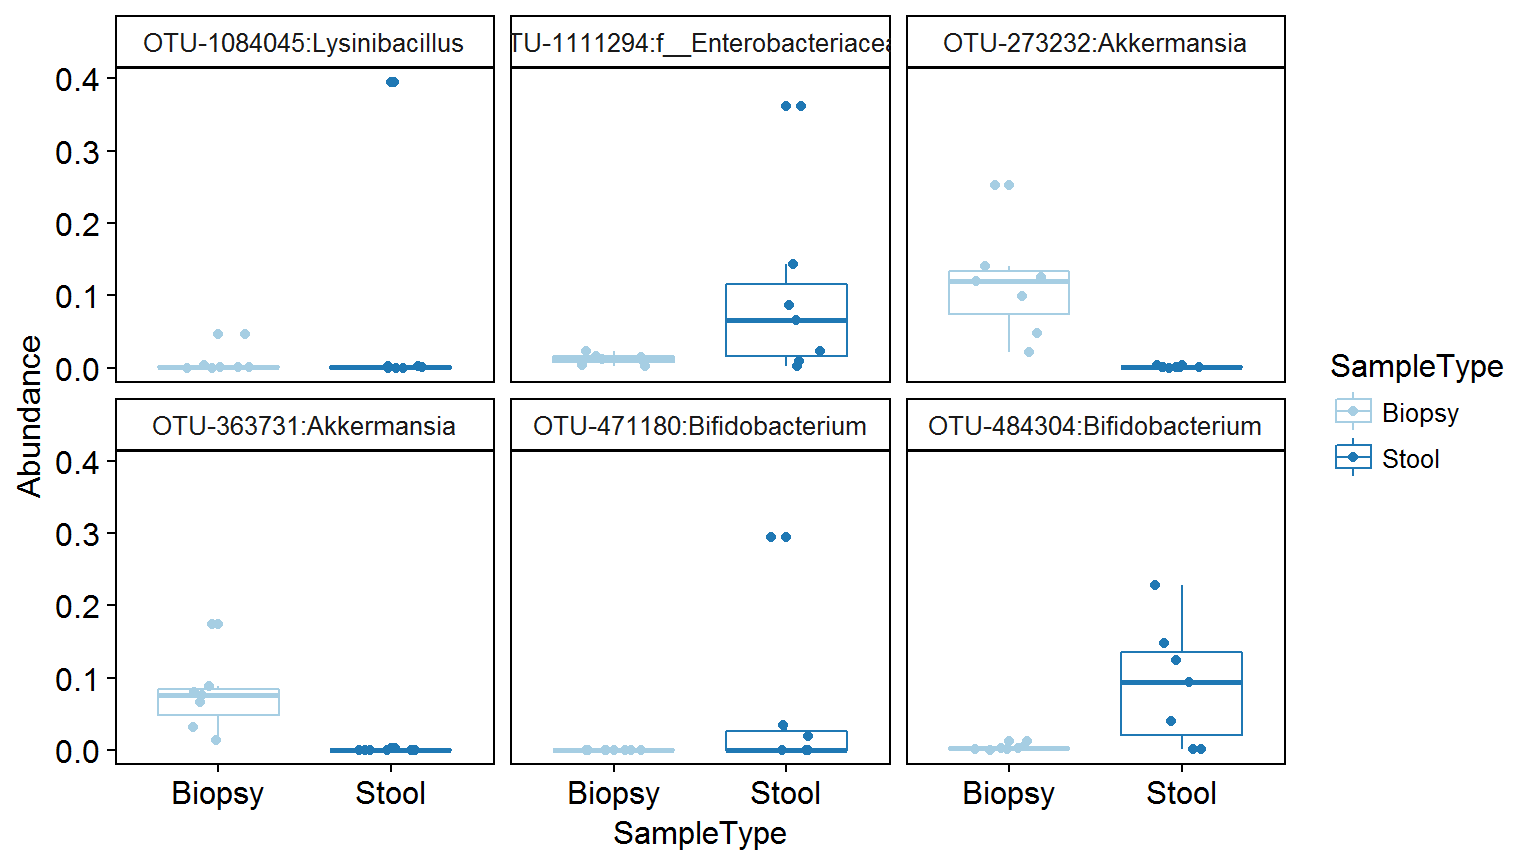 OTU-1084045:Lysinibacillus
TU-1111294:f__Enterobacteriacea
OTU-273232:Akkermansia
0.4
0.3
0.2
0.1
0.0
OTU-363731:Akkermansia
OTU-471180:Bifidobacterium
OTU-484304:Bifidobacterium
0.4
0.3
0.2
0.1
0.0
Abundance
Biopsy
Stool
Biopsy
Stool
Biopsy
Stool
SampleType
SampleType
Biopsy
Stool